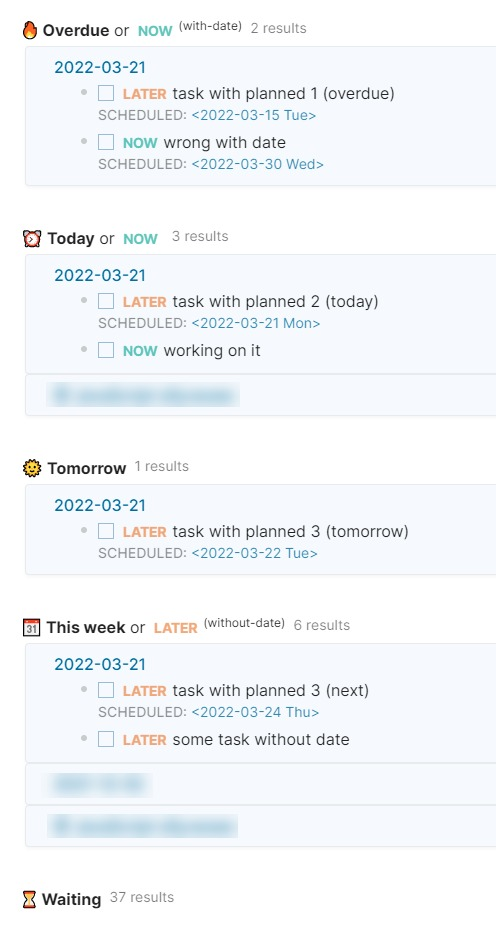 🔥 Overdue or NOW (with-date) 2 results
2022-03-21
LATER task with planned 1 (overdue)
SCHEDULED: <2022-03-15 Tue>
NOW wrong with date
SCHEDULED: <2022-03-30 Wed>
⏰ Today or NOW 3 results
2022-03-21
LATER task with planned 2 (today)
SCHEDULED: <2022-03-21 Mon>
NOW working on it
🌞 Tomorrow 1 results
2022-03-21
LATER task with planned 3 (tomorrow)
SCHEDULED: <2022-03-22 Tue>
📅 This week or LATER (without-date) 6 results
2022-03-21
LATER task with planned 3 (next)
SCHEDULED: <2022-03-24 Thu>
LATER some task without date
⌛ Waiting 37 results